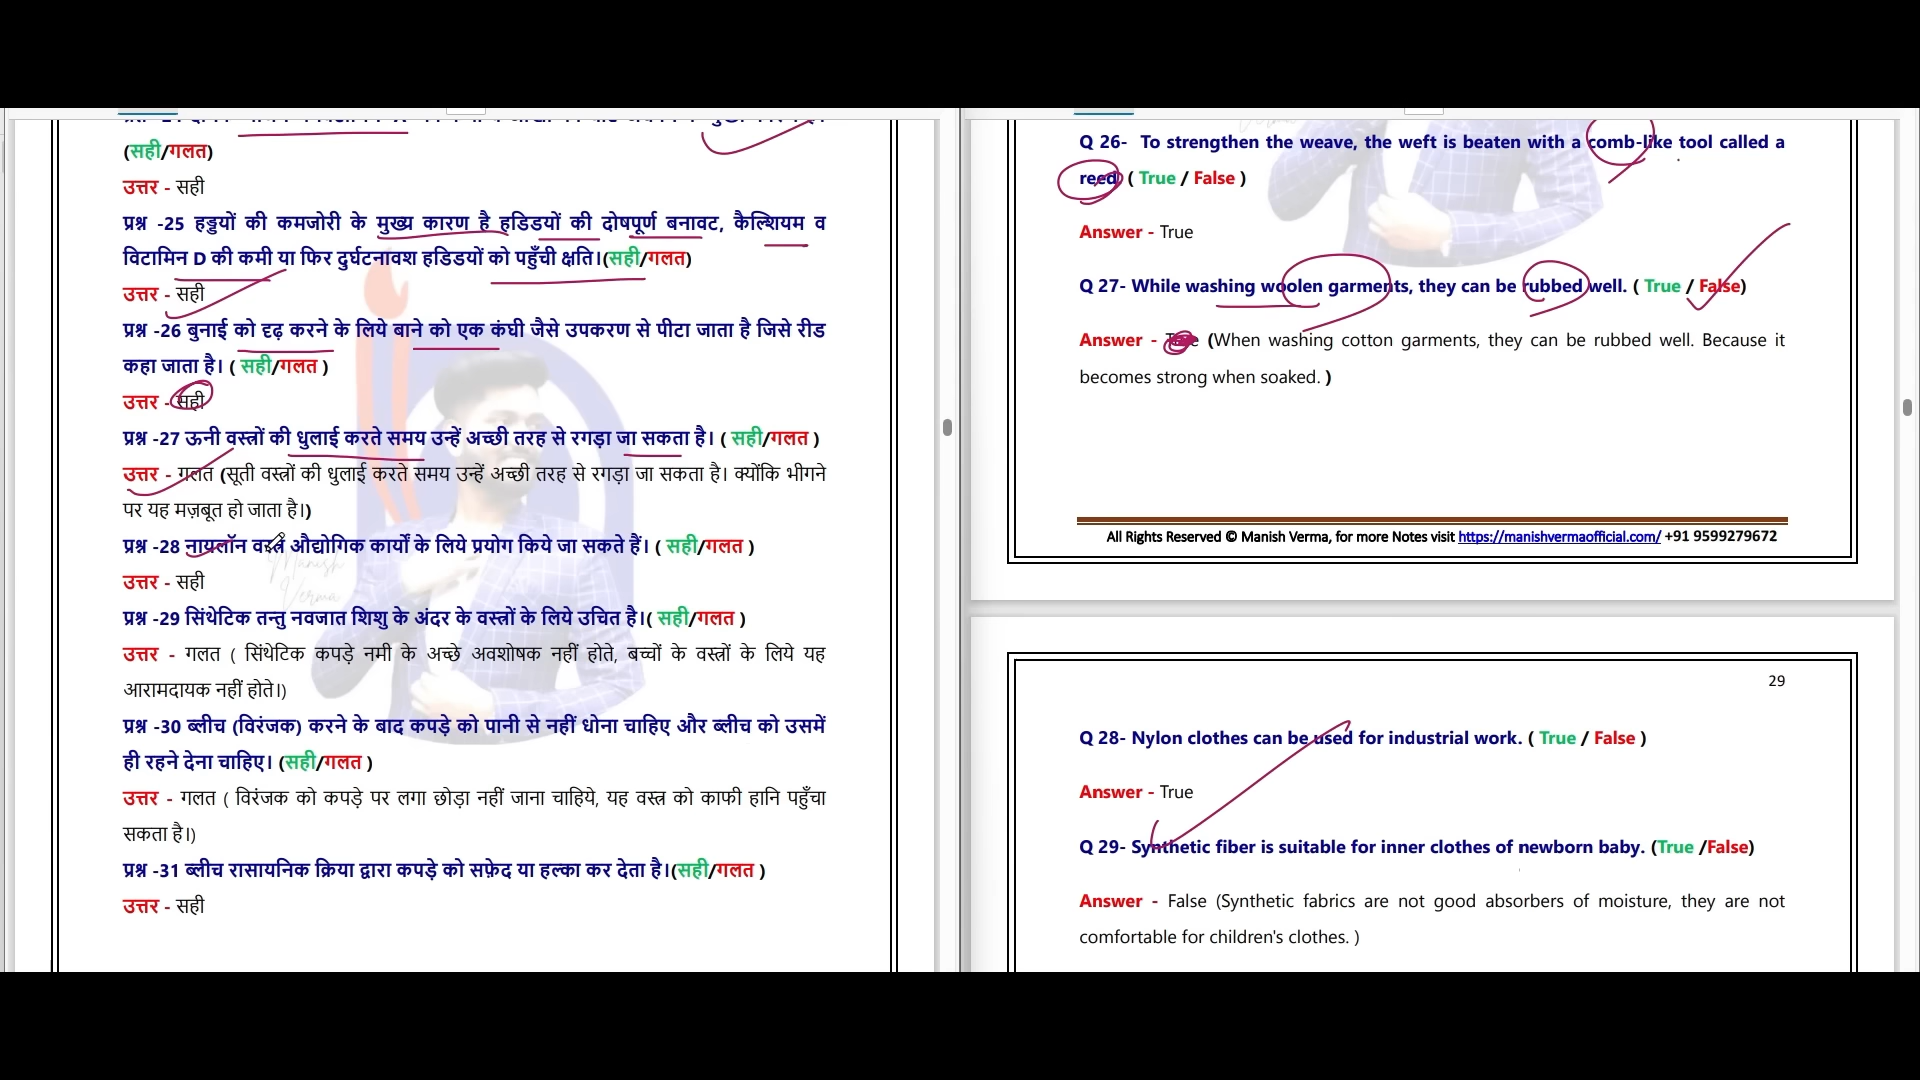 (सही/गलत)
उत्तर - सही
प्रश्न -25 हड्डयों की कमजोरी के मुख्य कारण है हडिडयों की दोषपूर्ण बनावट, कैल्शियम व
विटामिन D की कमी या फिर दुर्घटनावश हडिडयों को पहुँची क्षति।(सही/गलत)
उत्तर - सही
प्रश्न -26 बुनाई को दृढ़ करने के लिये बाने को एक कंघी जैसे उपकरण से पीटा जाता है जिसे रीड
कहा जाता है। ( सही/गलत )
उत्तर - सही
प्रश्न -27 ऊनी वस्त्रों की धुलाई करते समय उन्हें अच्छी तरह से रगड़ा जा सकता है। ( सही/गलत )
उत्तर - गलत (सूती वस्त्रों की धुलाई करते समय उन्हें अच्छी तरह से रगड़ा जा सकता है। क्योंकि भीगने
पर यह मज़बूत हो जाता है।)
प्रश्न -28 नायलॉन वस्त्र औद्योगिक कार्यों के लिये प्रयोग किये जा सकते हैं। ( सही/गलत )
उत्तर - सही
प्रश्न -29 सिंथेटिक तन्तु नवजात शिशु के अंदर के वस्त्रों के लिये उचित है।( सही/गलत )
उत्तर - गलत ( सिंथेटिक कपड़े नमी के अच्छे अवशोषक नहीं होते, बच्चों के वस्त्रों के लिये यह
आरामदायक नहीं होते।)
प्रश्न -30 ब्लीच (विरंजक) करने के बाद कपड़े को पानी से नहीं धोना चाहिए और ब्लीच को उसमें
ही रहने देना चाहिए। (सही/गलत )
उत्तर - गलत ( विरंजक को कपड़े पर लगा छोड़ा नहीं जाना चाहिये, यह वस्त्र को काफी हानि पहुँचा
सकता है।)
प्रश्न -31 ब्लीच रासायनिक क्रिया द्वारा कपड़े को सफ़ेद या हल्का कर देता है।(सही/गलत )
उत्तर - सही
Manish
Verma
Q 26- To strengthen the weave, the weft is beaten with a comb-like tool called a
reed ( True / False )
Answer - True
Q 27- While washing woolen garments, they can be rubbed well. ( True / False)
Answer - (When washing cotton garments, they can be rubbed well. Because it
becomes strong when soaked. )
All Rights Reserved © Manish Verma, for more Notes visit https://manishvermaofficial.com/ +91 9599279672
29
Q 28- Nylon clothes can be used for industrial work. ( True / False )
Answer - True
Q 29- Synthetic fiber is suitable for inner clothes of newborn baby. (True /False)
Answer - False (Synthetic fabrics are not good absorbers of moisture, they are not
comfortable for children's clothes. )